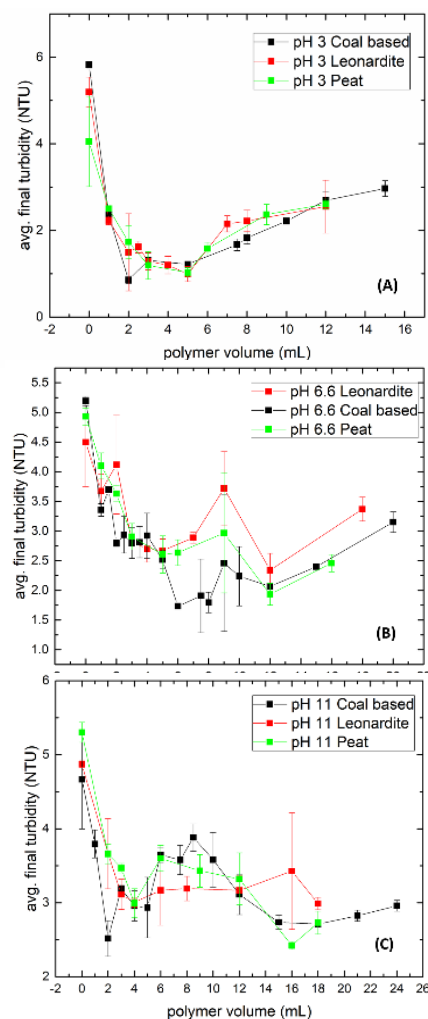 6
4
2
0
avg. final turbidity (NTU)
pH 3 Coal based
pH 3 Leonardite
pH 3 Peat
(A)
-2 0 2 4 6 8 10 12 14 16
polymer volume (mL)
5.5
5.0
4.5
4.0
3.5
3.0
2.5
2.0
1.5
1.0
avg. final turbidity (NTU)
pH 6.6 Leonardite
pH 6.6 Coal based
pH 6.6 Peat
(B)
6
5
4
3
2
avg. final turbidity (NTU)
pH 11 Coal based
pH 11 Leonardite
pH 11 Peat
(C)
-2 0 2 4 6 8 10 12 14 16 18 20 22 24 26
polymer volume (mL)